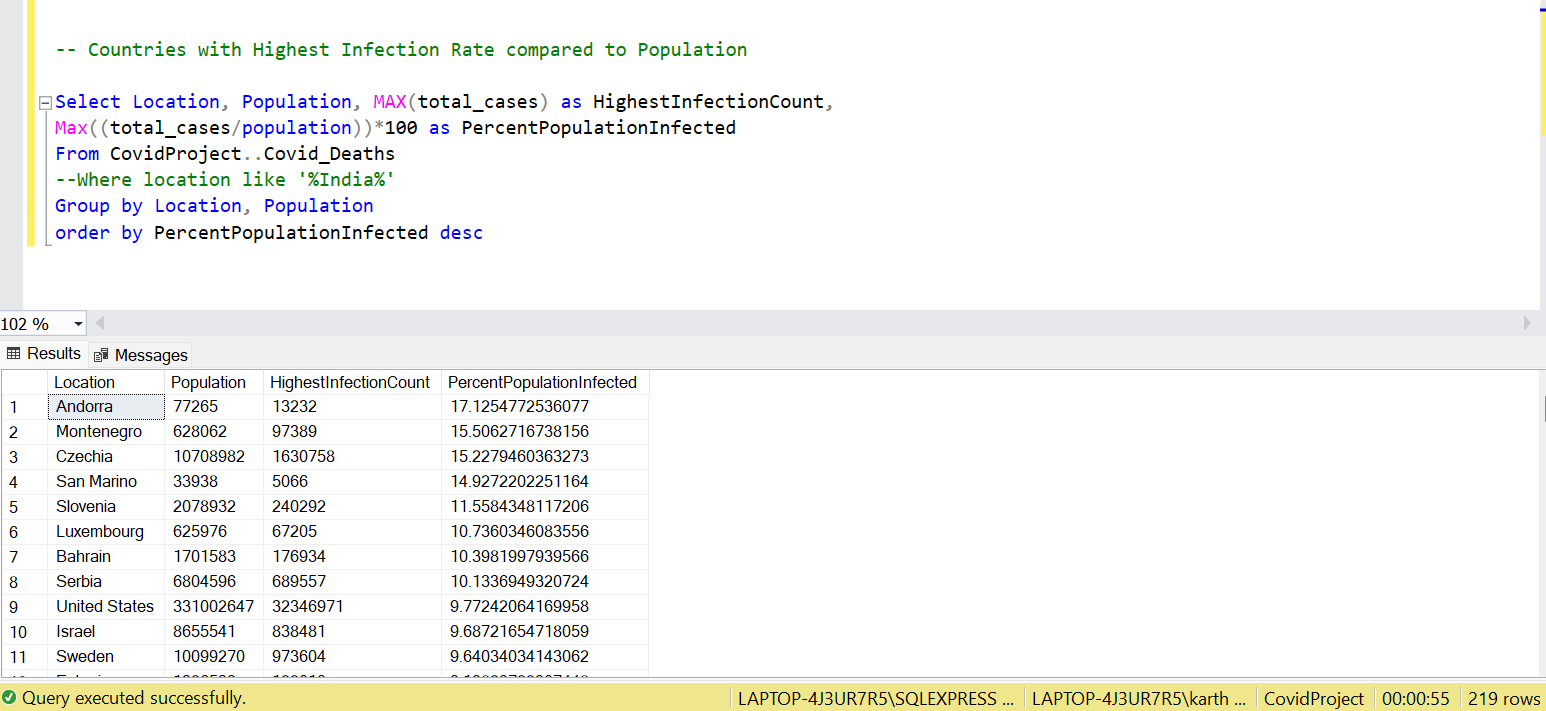 -- Countries with Highest Infection Rate compared to Population
Select Location, Population, MAX(total_cases) as HighestInfectionCount,
Max((total_cases/population))*100 as PercentPopulationInfected
From CovidProject..Covid_Deaths
--Where location like '%India%'
Group by Location, Population
order by PercentPopulationInfected desc
102 %
Results Messages
Location Population HighestInfectionCount PercentPopulationInfected
1 Andorra 77265 13232 17.1254772536077
2 Montenegro 628062 97389 15.5062716738156
3 Czechia 10708982 1630758 15.2279460363273
4 San Marino 33938 5066 14.9272202251164
5 Slovenia 2078932 240292 11.5584348117206
6 Luxembourg 625976 67205 10.7360346083556
7 Bahrain 1701583 176934 10.3981997939566
8 Serbia 6804596 689557 10.1336949320724
9 United States 331002647 32346971 9.77242064169958
10 Israel 8655541 838481 9.68721654718059
11 Sweden 10099270 973604 9.64034034143062
Query executed successfully. LAPTOP-4J3UR7R5\SQLEXPRESS ... LAPTOP-4J3UR7R5\karth ... CovidProject 00:00:55 219 rows